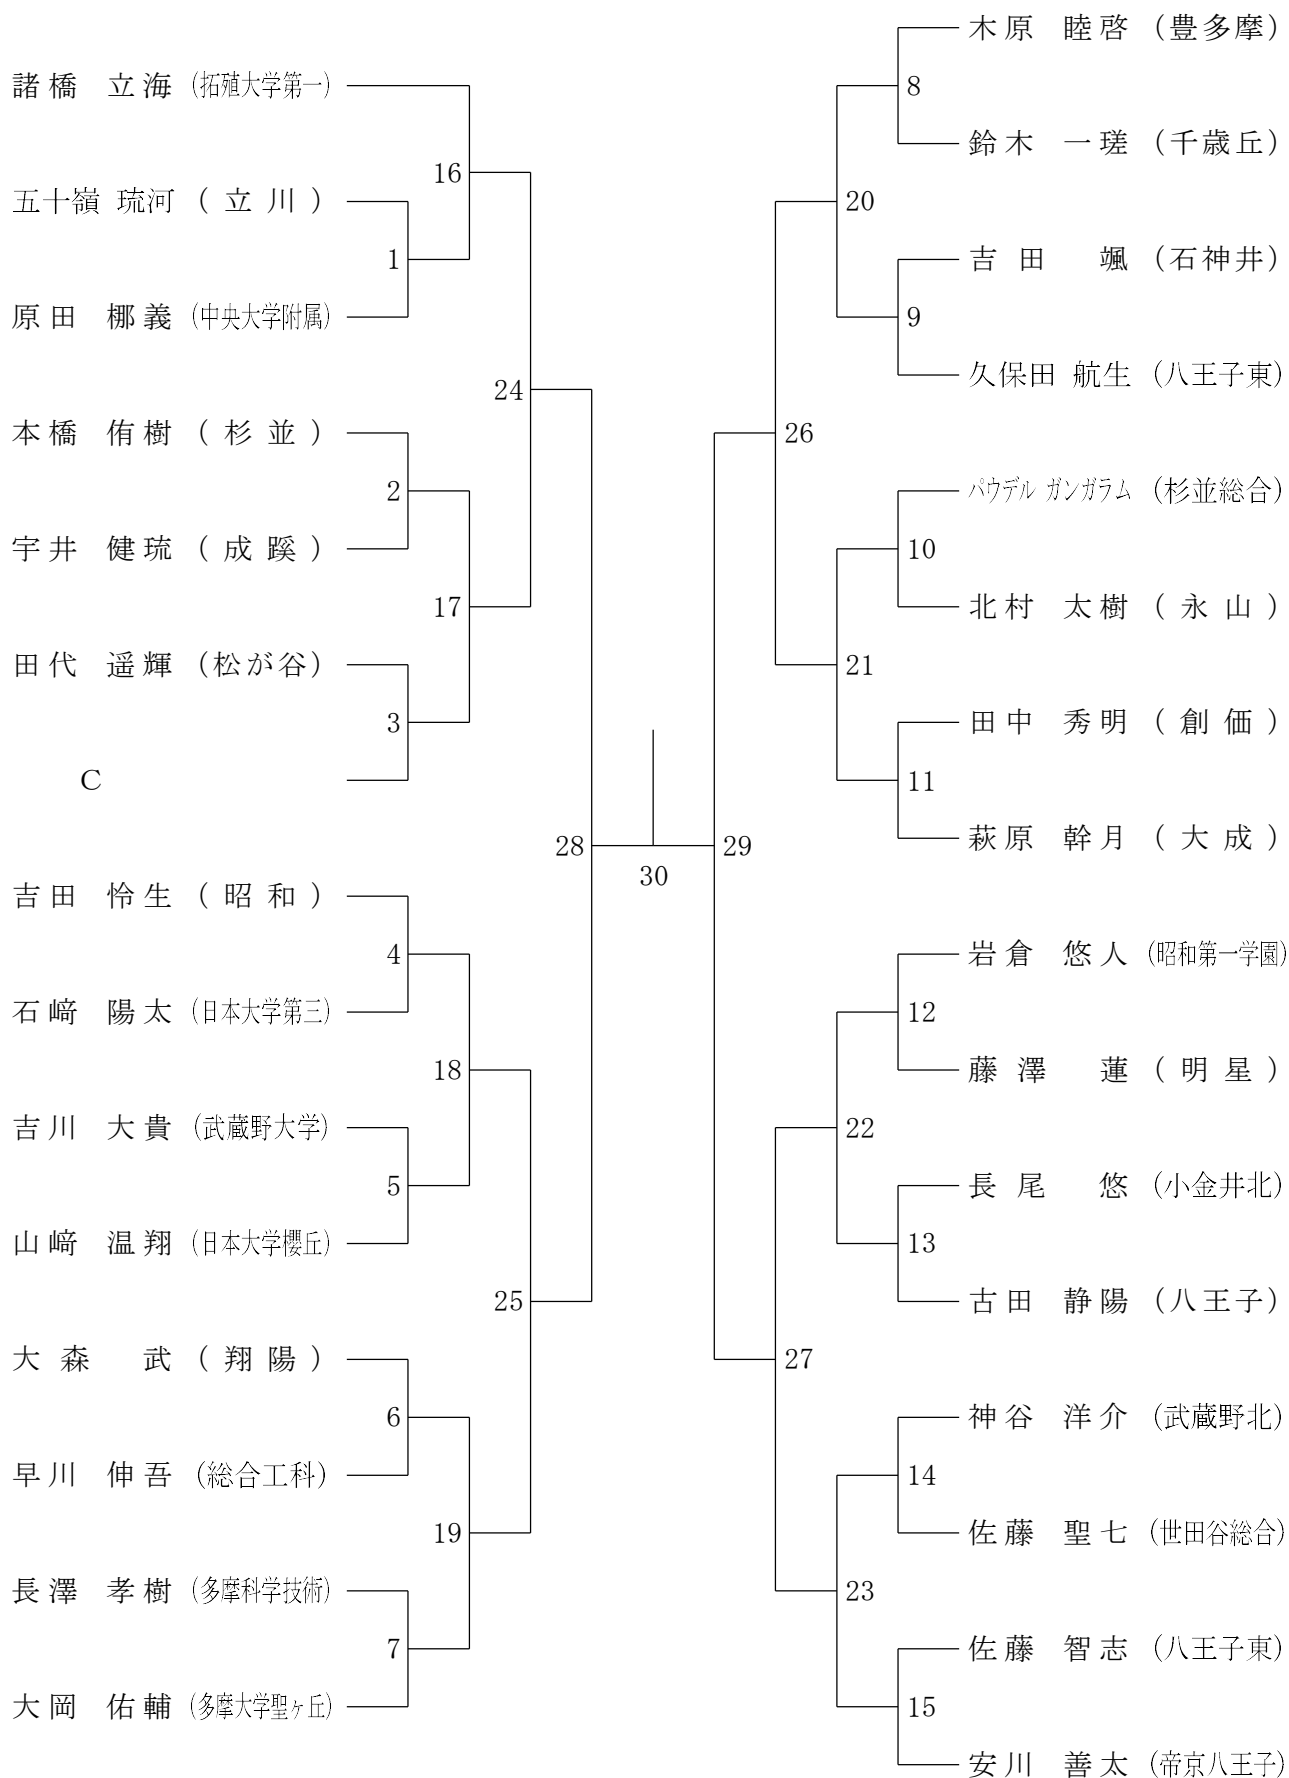 諸橋 立海 (拓殖大学第一)
16
五十嶺 琉河 (立川)
1
原田 梛義 (中央大学附属)
24
本橋 侑樹 (杉並)
2
宇井 健琉 (成蹊)
17
田代 遥輝 (松が谷)
3
C
28
吉田 怜生 (昭和)
4
石﨑 陽太 (日本大学第三)
18
吉川 大貴 (武蔵野大学)
5
山﨑 温翔 (日本大学櫻丘)
25
大森 武 (翔陽)
6
早川 伸吾 (総合工科)
19
長澤 孝樹 (多摩科学技術)
7
大岡 佑輔 (多摩大学聖ヶ丘)
30
木原 睦啓 (豊多摩)
8
鈴木 一瑳 (千歳丘)
20
吉田 颯 (石神井)
9
久保田 航生 (八王子東)
26
パウデル ガンガラム (杉並総合)
10
北村 太樹 (永山)
21
田中 秀明 (創価)
11
萩原 幹月 (大成)
29
岩倉 悠人 (昭和第一学園)
12
藤澤 蓮 (明星)
22
長尾 悠 (小金井北)
13
古田 静陽 (八王子)
27
神谷 洋介 (武蔵野北)
14
佐藤 聖七 (世田谷総合)
23
佐藤 智志 (八王子東)
15
安川 善太 (帝京八王子)